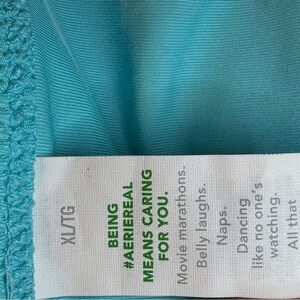 XL/TG
BEING
#AERIEREAL
MEANS CARING
FOR YOU.
Movie marathons.
Belly laughs.
Naps.
Dancing
like no one's
watching.
All that